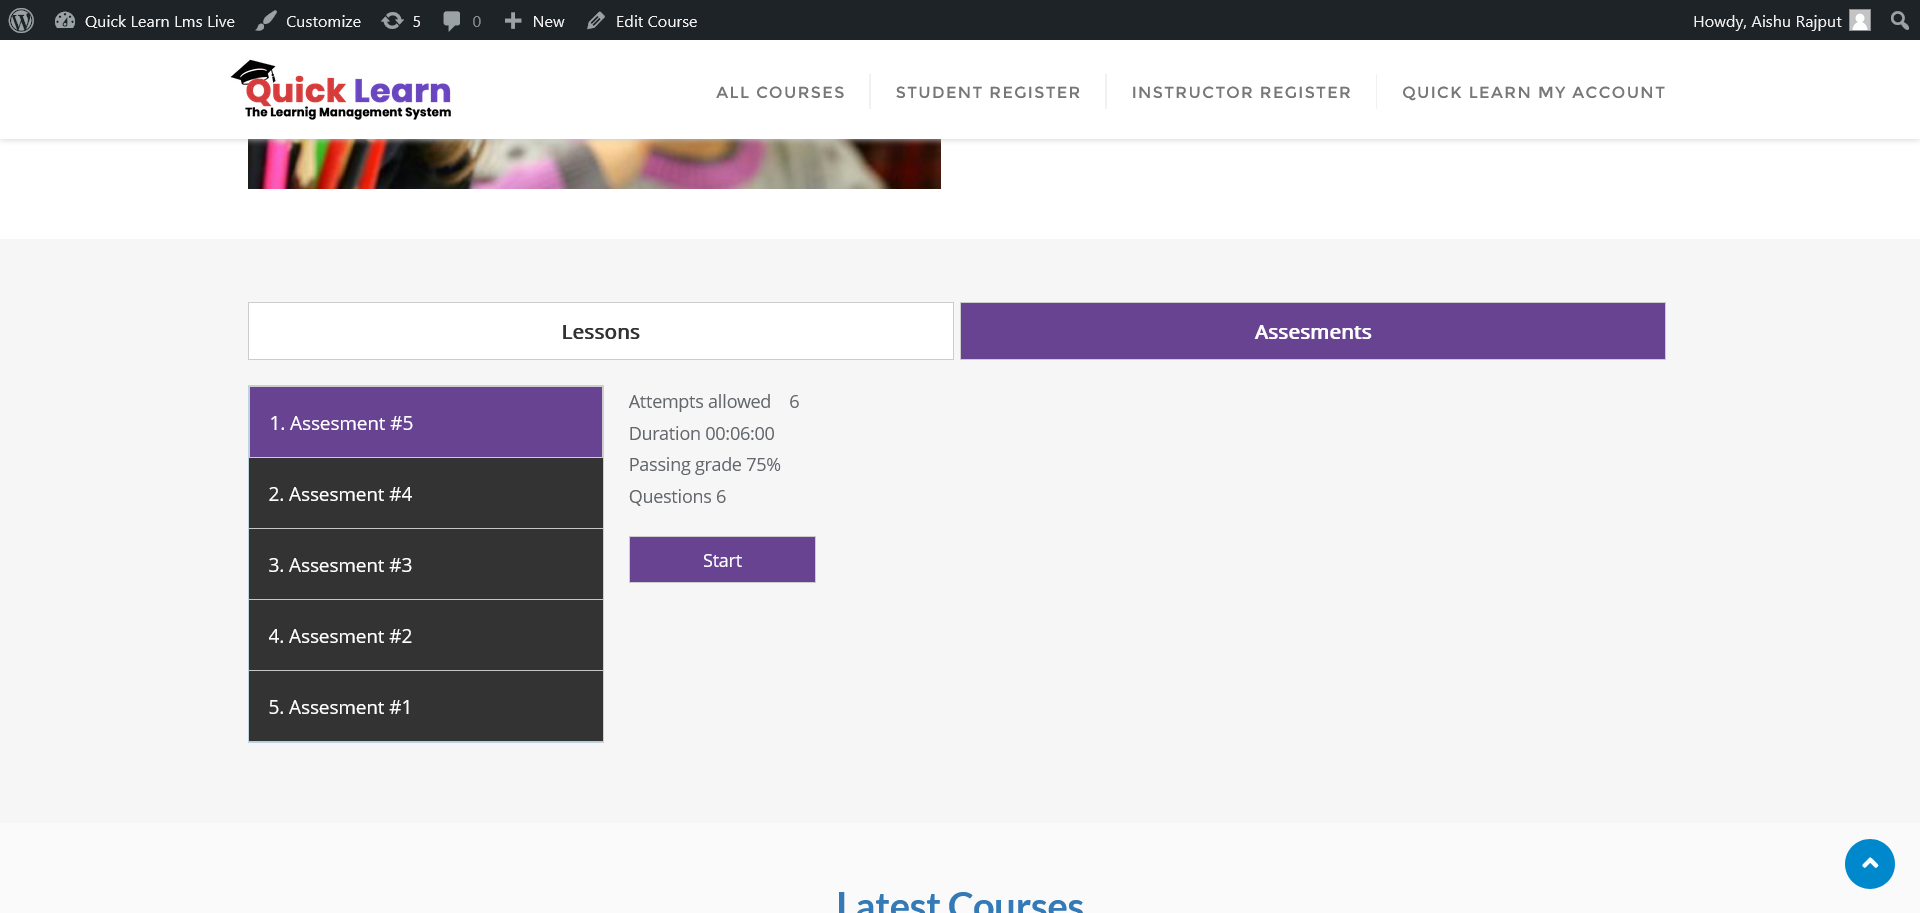 Quick Learn Lms Live Customize 5 0 New Edit Course Howdy, Aishu Rajput
Quick Learn
The Learnig Management System
ALL COURSES STUDENT REGISTER INSTRUCTOR REGISTER QUICK LEARN MY ACCOUNT
Lessons Assesments
1. Assesment #5
2. Assesment #4
3. Assesment #3
4. Assesment #2
5. Assesment #1
Attempts allowed 6
Duration 00:06:00
Passing grade 75%
Questions 6
Start
Latest Courses